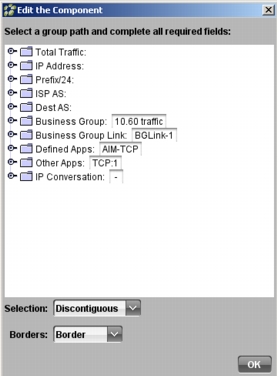 Edit the Component
Select a group path and complete all required fields:
Total Traffic:
IP Address:
Prefix/24:
ISP AS:
Dest AS:
Business Group: 10.60 traffic
Business Group Link: BGLink-1
Defined Apps: AIM-TCP
Other Apps: TCP:1
IP Conversation: -
Selection: Discontiguous
Borders: Border
OK